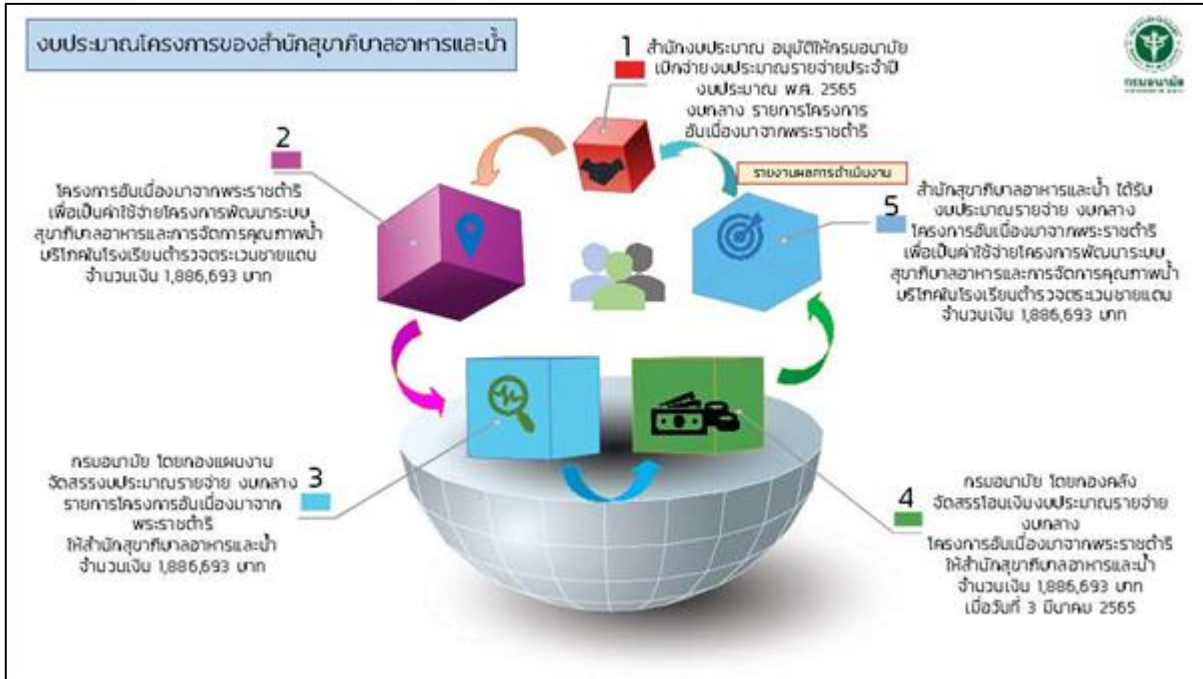 งบประมาณโครงการของสำนักสุขาภิบาลอาหารและน้ำ
กรมอนามัย
1
สำนักงบประมาณ อนุมัติให้กรมอนามัย
เบิกจ่ายงบประมาณรายจ่ายประจำปี
งบประมาณ พ.ศ. 2565
งบกลาง รายการโครงการ
อันเนื่องมาจากพระราชดำริ
2
โครงการอันเนื่องมาจากพระราชดำริ
เพื่อเป็นค่าใช้จ่ายโครงการพัฒนาระบบ
สุขาภิบาลอาหารและการจัดการคุณภาพน้ำ
บริโภคในโรงเรียนตำรวจตระเวนชายแดน
จำนวนเงิน 1,886,693 บาท
รายงานผลการดำเนินงาน
5
สำนักสุขาภิบาลอาหารและน้ำ ได้รับ
งบประมาณรายจ่าย งบกลาง
โครงการอันเนื่องมาจากพระราชดำริ
เพื่อเป็นค่าใช้จ่ายโครงการพัฒนาระบบ
สุขาภิบาลอาหารและการจัดการคุณภาพน้ำ
บริโภคในโรงเรียนตำรวจตระเวนชายแดน
จำนวนเงิน 1,886,693 บาท
3
กรมอนามัย โดยกองแผนงาน
จัดสรรงบประมาณรายจ่าย งบกลาง
รายการโครงการอันเนื่องมาจาก
พระราชดำริ
ให้สำนักสุขาภิบาลอาหารและน้ำ
จำนวนเงิน 1,886,693 บาท
4
กรมอนามัย โดยกองคลัง
จัดสรรโอนเงินงบประมาณรายจ่าย
งบกลาง
โครงการอันเนื่องมาจากพระราชดำริ
ให้สำนักสุขาภิบาลอาหารและน้ำ
จำนวนเงิน 1,886,693 บาท
เมื่อวันที่ 3 มีนาคม 2565